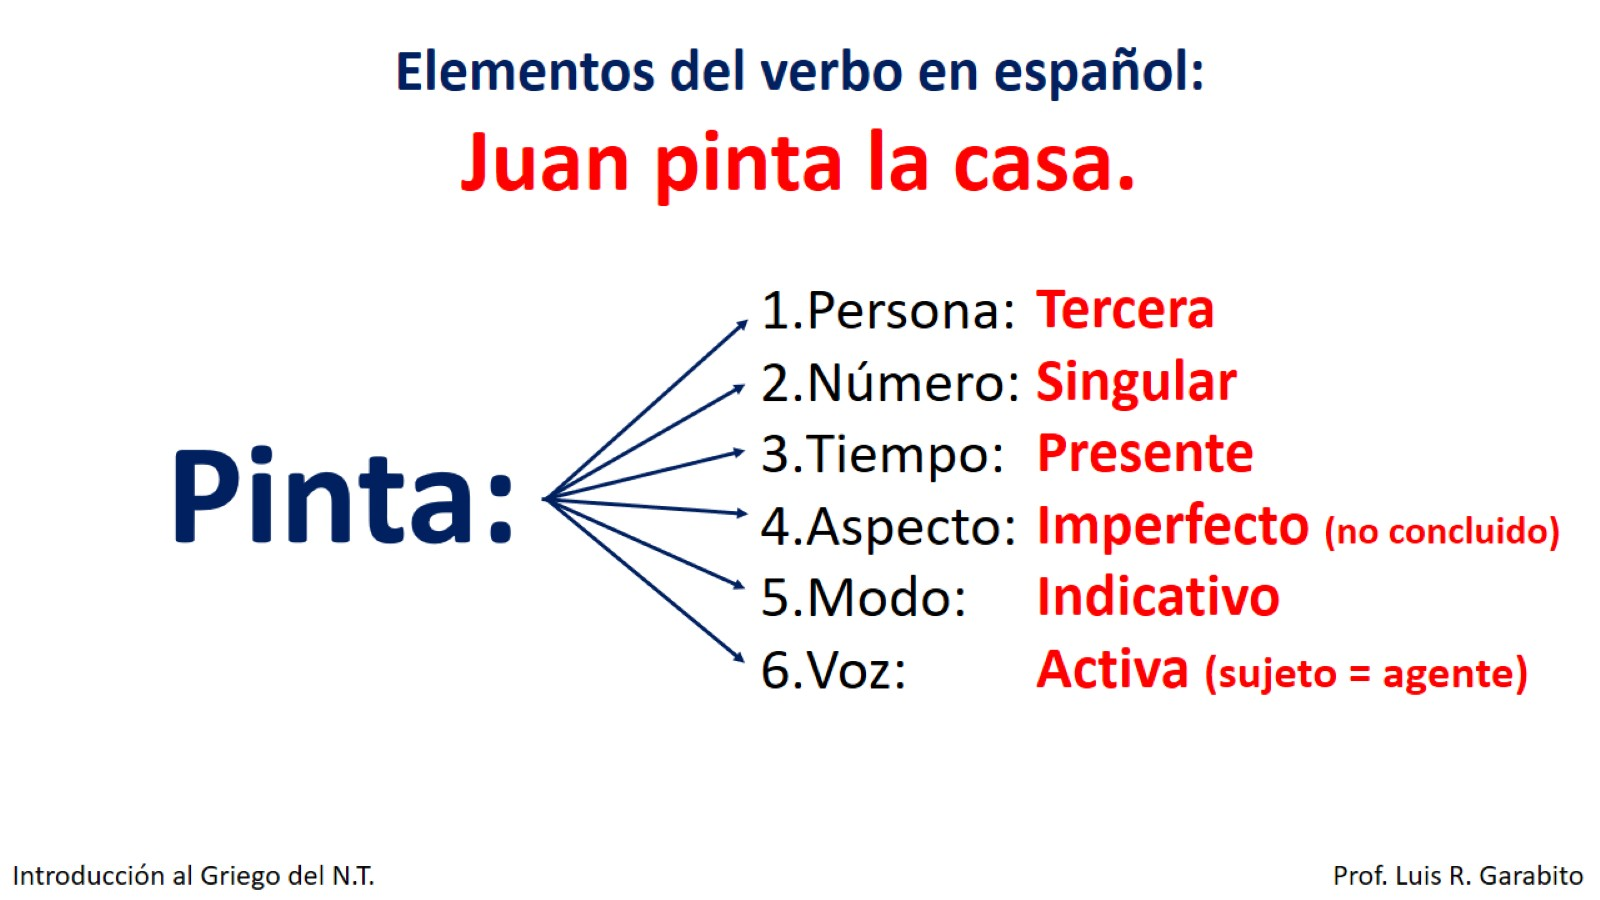 Elementos del verbo en español:
Juan pinta la casa.
Pinta:
1.Persona: Tercera
2.Número: Singular
3.Tiempo: Presente
4.Aspecto: Imperfecto (no concluido)
5.Modo: Indicativo
6.Voz: Activa (sujeto = agente)
Introducción al Griego del N.T.
Prof. Luis R. Garabito